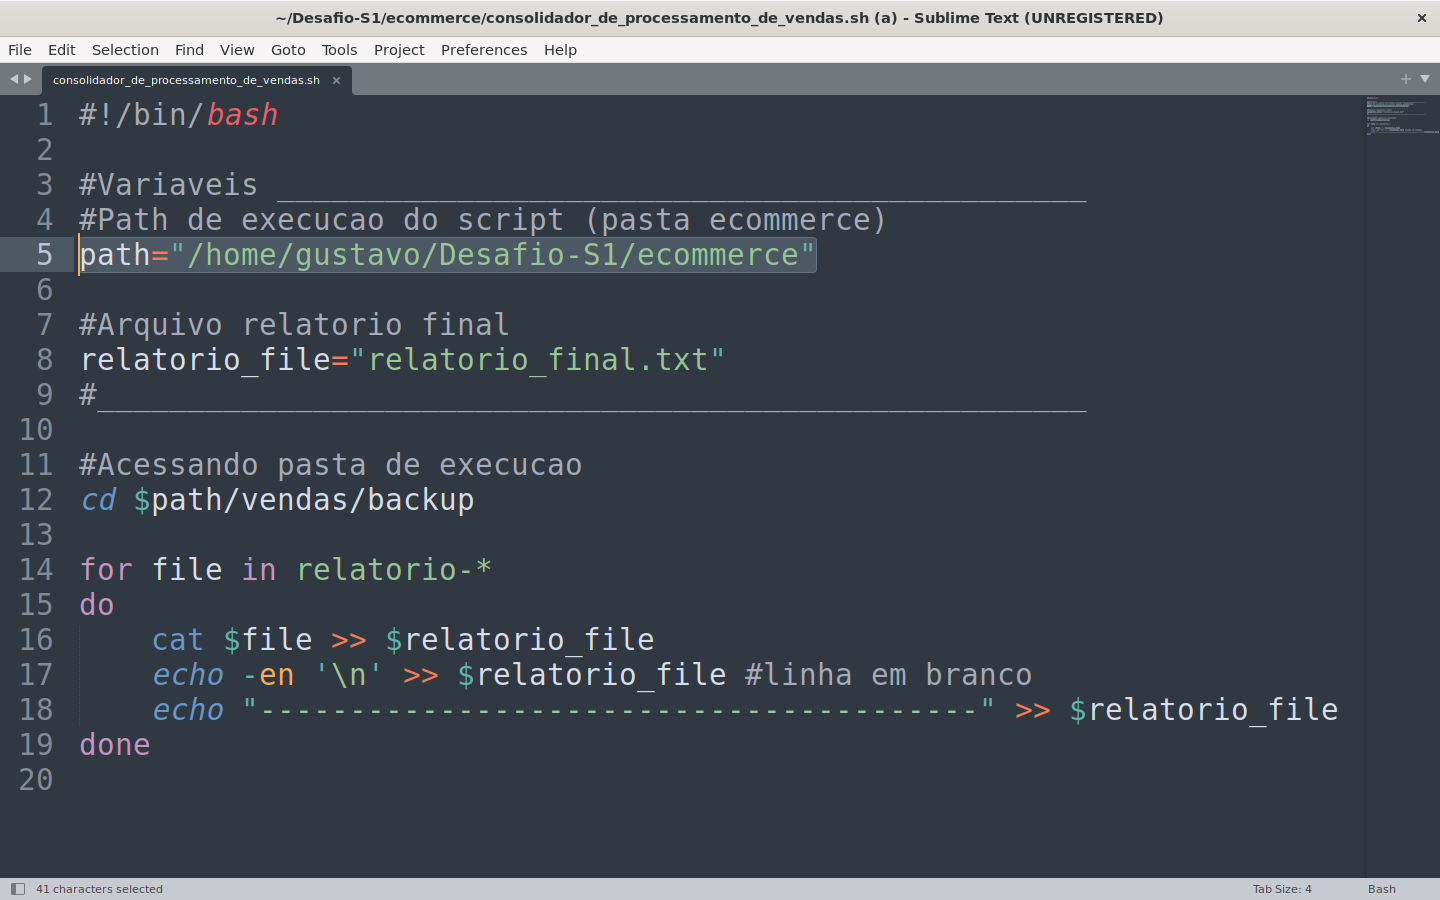 ~/Desafio-S1/ecommerce/consolidador_de_processamento_de_vendas.sh (a) - Sublime Text (UNREGISTERED)
File Edit Selection Find View Goto Tools Project Preferences Help
consolidador_de_processamento_de_vendas.sh
1 #!/bin/bash
2
3 #Variaveis _____________________________________________
4 #Path de execucao do script (pasta ecommerce)
5 path="/home/gustavo/Desafio-S1/ecommerce"
6
7 #Arquivo relatorio final
8 relatorio_file="relatorio_final.txt"
9 #_______________________________________________________
10
11 #Acessando pasta de execucao
12 cd $path/vendas/backup
13
14 for file in relatorio-*
15 do
16     cat $file >> $relatorio_file
17     echo -en '\n' >> $relatorio_file #linha em branco
18     echo "----------------------------------------" >> $relatorio_file
19 done
20
41 characters selected Tab Size: 4 Bash